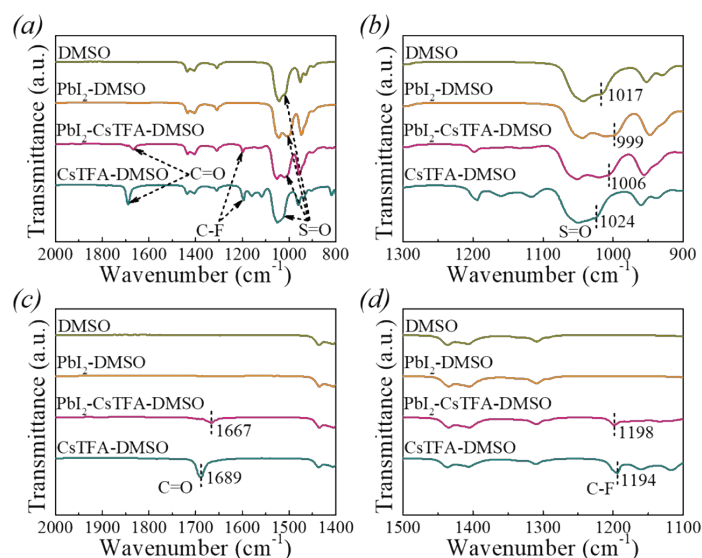 (a)
Transmittance (a.u.)
DMSO
PbI₂-DMSO
PbI₂-CsTFA-DMSO
C=O
CsTFA-DMSO
C-F
S=O
2000 1800 1600 1400 1200 1000 800
Wavenumber (cm⁻¹)
(b)
Transmittance (a.u.)
DMSO
1017
PbI₂-DMSO
999
PbI₂-CsTFA-DMSO
1006
CsTFA-DMSO
S=O
1024
1300 1200 1100 1000 900
Wavenumber (cm⁻¹)
(c)
Transmittance (a.u.)
DMSO
PbI₂-DMSO
PbI₂-CsTFA-DMSO
1667
CsTFA-DMSO
C=O
1689
2000 1900 1800 1700 1600 1500 1400
Wavenumber (cm⁻¹)
(d)
Transmittance (a.u.)
DMSO
PbI₂-DMSO
PbI₂-CsTFA-DMSO
1198
CsTFA-DMSO
C-F
1194
1500 1400 1300 1200 1100
Wavenumber (cm⁻¹)